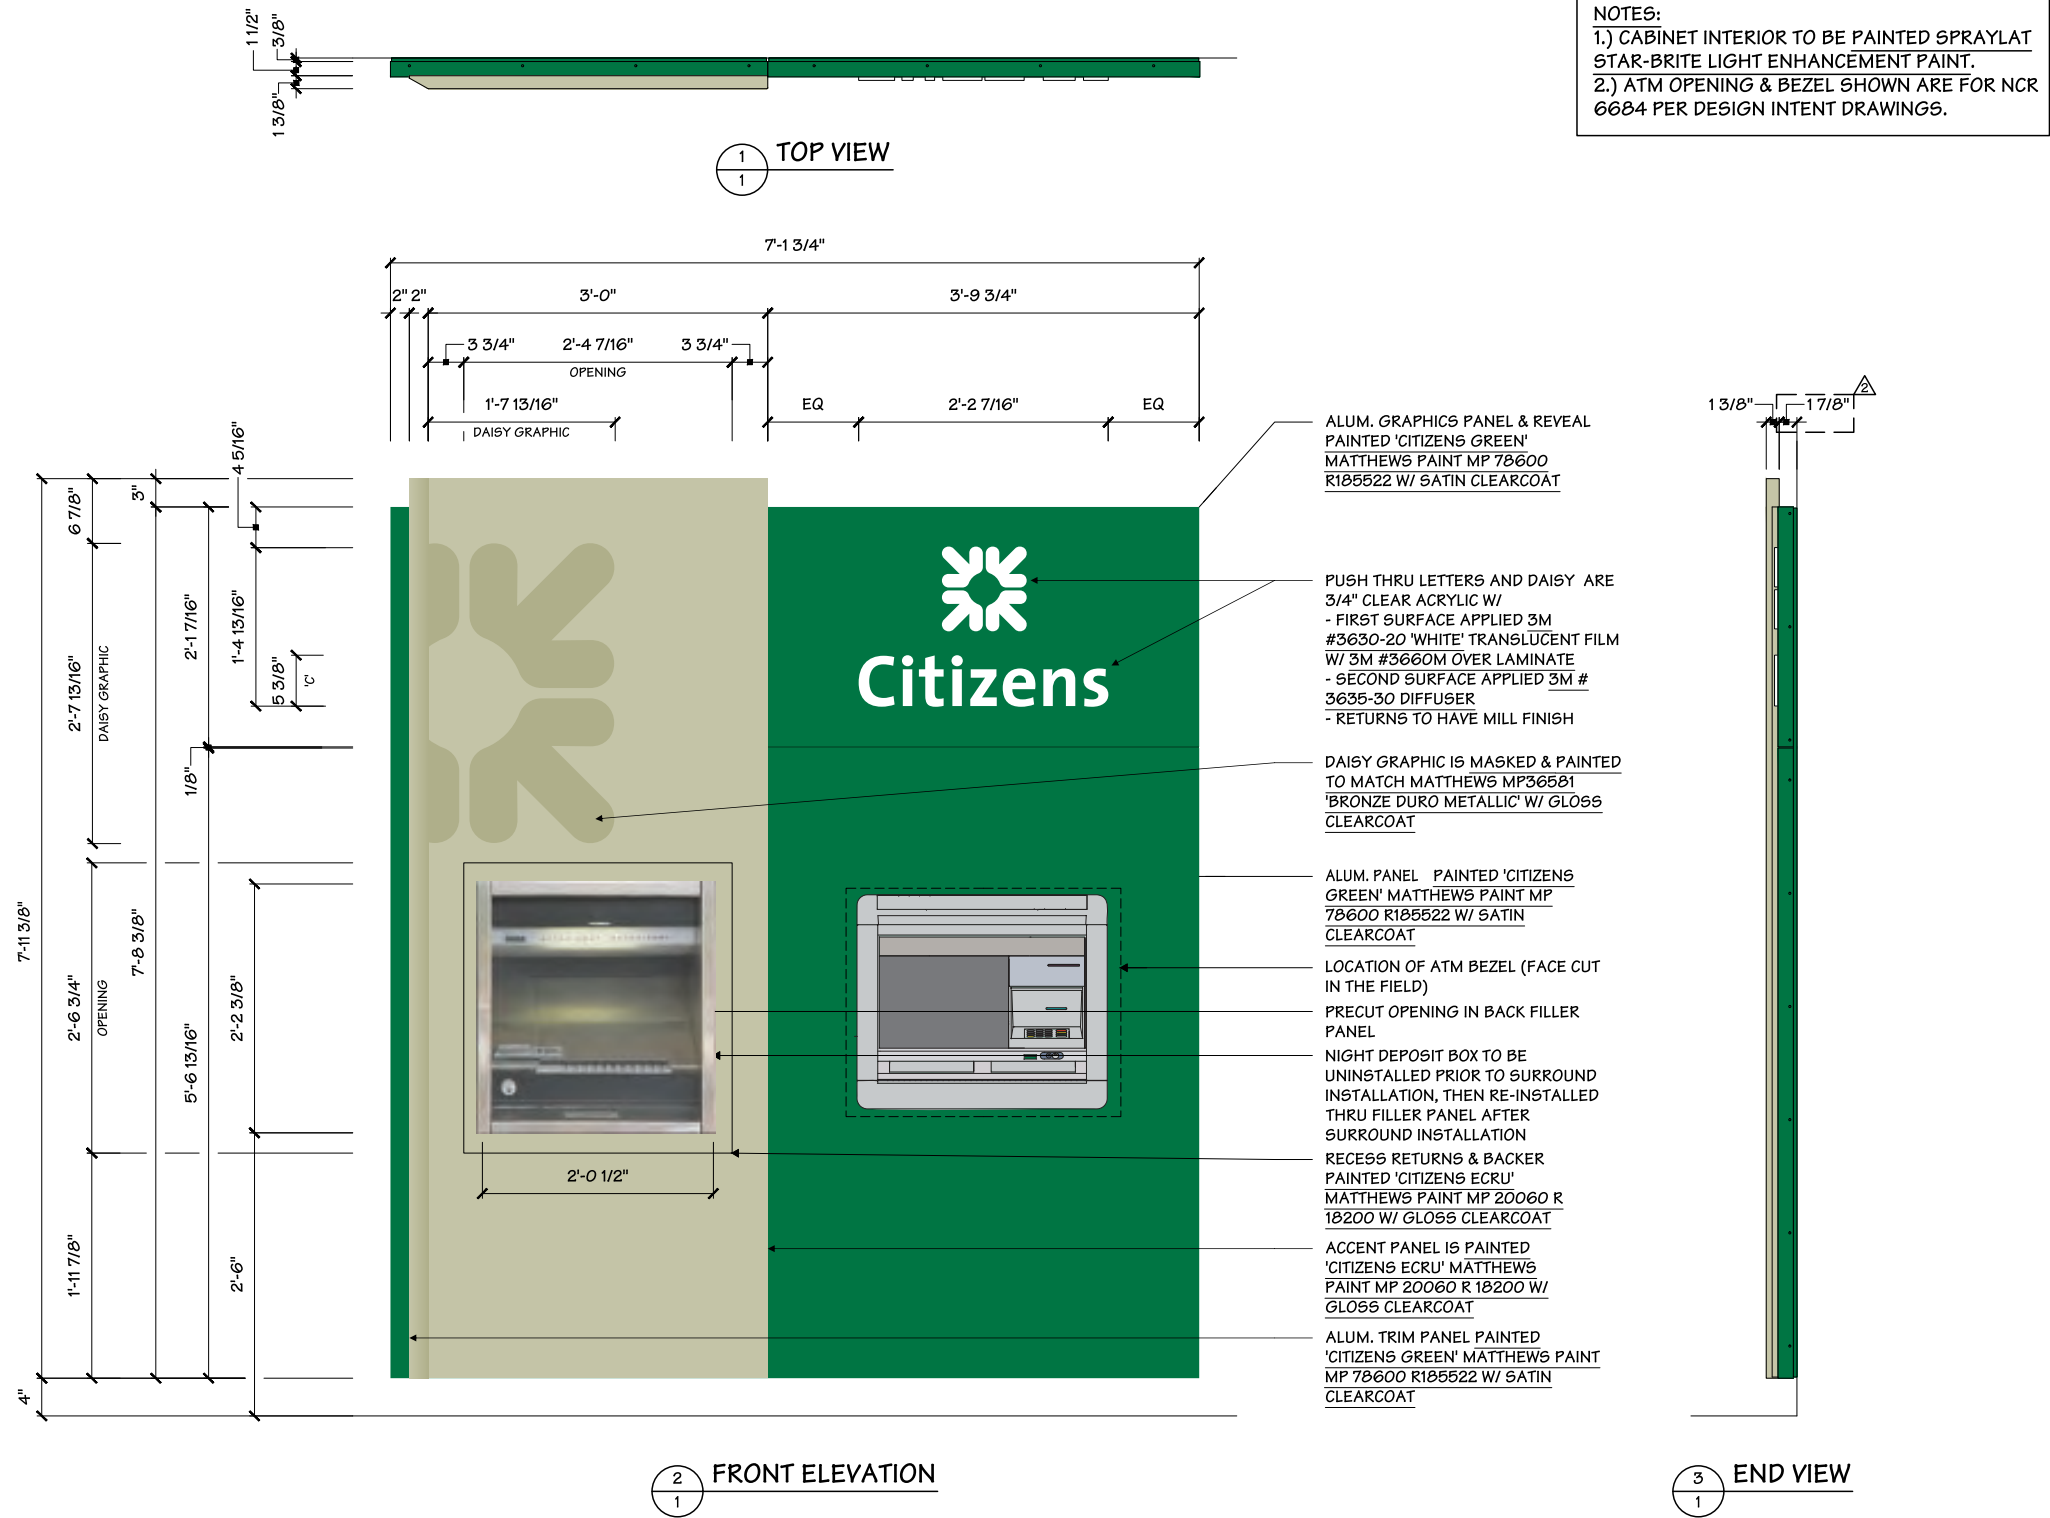 NOTES:
1.) CABINET INTERIOR TO BE PAINTED SPRAYLAT
STAR-BRITE LIGHT ENHANCEMENT PAINT.
2.) ATM OPENING & BEZEL SHOWN ARE FOR NCR
6684 PER DESIGN INTENT DRAWINGS.
1 1/2"
3/8"
1 3/8"
1
1
TOP VIEW
7'-1 3/4"
2"
2"
3'-0"
3'-9 3/4"
3 3/4"
2'-4 7/16"
3 3/4"
OPENING
1'-7 13/16"
DAISY GRAPHIC
EQ
2'-2 7/16"
EQ
7'-11 3/8"
4"
6 7/8"
2'-7 13/16"
DAISY GRAPHIC
2'-6 3/4"
OPENING
1'-11 7/8"
3"
7'-8 3/8"
2'-1 7/16"
1/8"
5'-6 13/16"
4 5/16"
1'-4 13/16"
5 3/8"
'C'
2'-2 3/8"
2'-6"
Citizens
2'-0 1/2"
ALUM. GRAPHICS PANEL & REVEAL
PAINTED 'CITIZENS GREEN'
MATTHEWS PAINT MP 78600
R185522 W/ SATIN CLEARCOAT
PUSH THRU LETTERS AND DAISY ARE
3/4" CLEAR ACRYLIC W/
- FIRST SURFACE APPLIED 3M
#3630-20 'WHITE' TRANSLUCENT FILM
W/ 3M #3660M OVER LAMINATE
- SECOND SURFACE APPLIED 3M #
3635-30 DIFFUSER
- RETURNS TO HAVE MILL FINISH
DAISY GRAPHIC IS MASKED & PAINTED
TO MATCH MATTHEWS MP36581
'BRONZE DURO METALLIC' W/ GLOSS
CLEARCOAT
ALUM. PANEL PAINTED 'CITIZENS
GREEN' MATTHEWS PAINT MP
78600 R185522 W/ SATIN
CLEARCOAT
LOCATION OF ATM BEZEL (FACE CUT
IN THE FIELD)
PRECUT OPENING IN BACK FILLER
PANEL
NIGHT DEPOSIT BOX TO BE
UNINSTALLED PRIOR TO SURROUND
INSTALLATION, THEN RE-INSTALLED
THRU FILLER PANEL AFTER
SURROUND INSTALLATION
RECESS RETURNS & BACKER
PAINTED 'CITIZENS ECRU'
MATTHEWS PAINT MP 20060 R
18200 W/ GLOSS CLEARCOAT
ACCENT PANEL IS PAINTED
'CITIZENS ECRU' MATTHEWS
PAINT MP 20060 R 18200 W/
GLOSS CLEARCOAT
ALUM. TRIM PANEL PAINTED
'CITIZENS GREEN' MATTHEWS PAINT
MP 78600 R185522 W/ SATIN
CLEARCOAT
2
1
FRONT ELEVATION
1 3/8"
1 7/8"
2
3
1
END VIEW